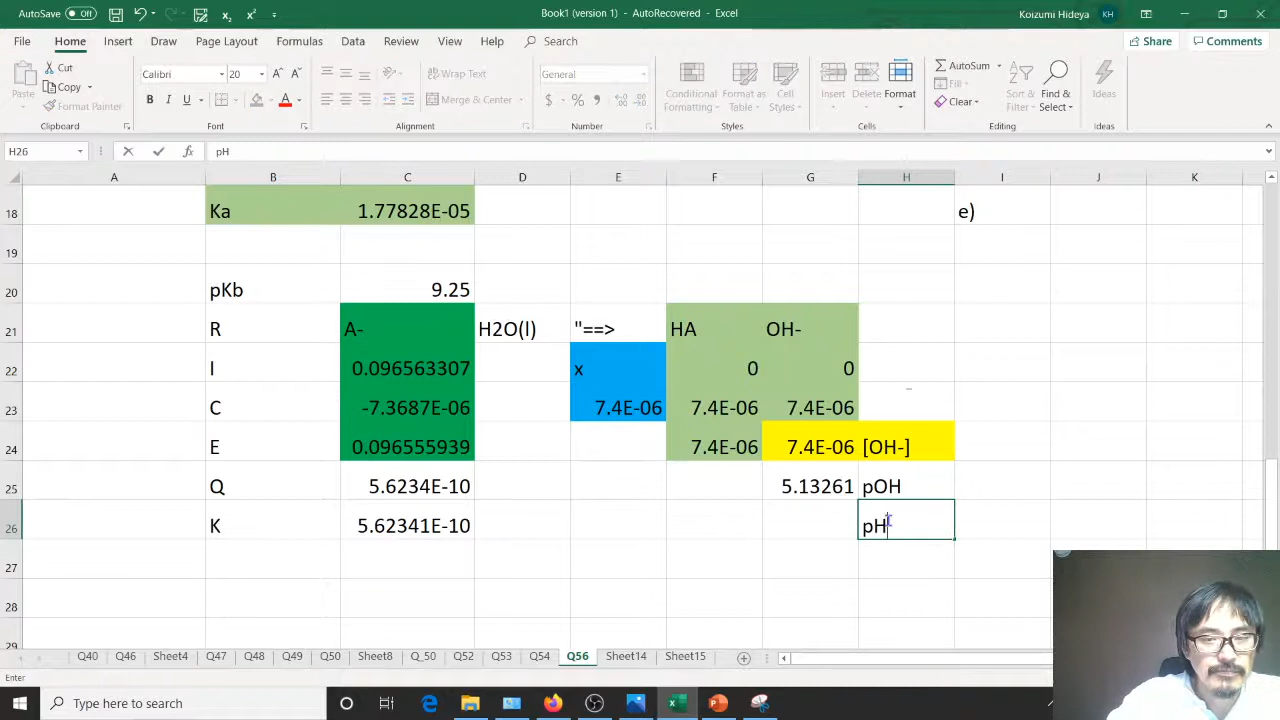 AutoSave Off Book1 (version 1) - AutoRecovered - Excel Koizumi Hideya KH
File Home Insert Draw Page Layout Formulas Data Review View Help Search Share Comments
Paste Cut Copy Format Painter Clipboard
Calibri 20 B I U A Font
Wrap Text Merge & Center Alignment
General $ % , Number
Conditional Formatting Format as Table Cell Styles Styles
Insert Delete Format Cells
AutoSum Fill Clear Sort & Filter Find & Select Editing
Ideas Ideas
H26 fx pH
A B C D E F G H I J K
18 Ka 1.77828E-05 e)
19
20 pKb 9.25
21 R A- H2O(l) "==> HA OH-
22 I 0.096563307 x 0 0
23 C -7.3687E-06 7.4E-06 7.4E-06 7.4E-06
24 E 0.096555939 7.4E-06 7.4E-06 [OH-]
25 Q 5.6234E-10 5.13261 pOH
26 K 5.62341E-10 pH
27
28
29
Q40 Q46 Sheet4 Q47 Q48 Q49 Q50 Sheet8 Q_50 Q52 Q53 Q54 Q56 Sheet14 Sheet15
Enter
Type here to search